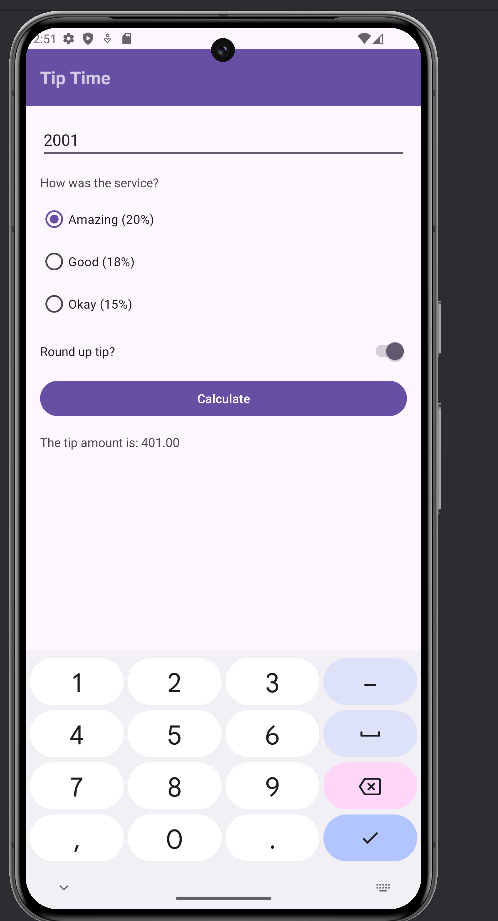 2:51
Tip Time
2001
How was the service?
Amazing (20%)
Good (18%)
Okay (15%)
Round up tip?
Calculate
The tip amount is: 401.00
1 2 3 –
4 5 6
7 8 9
, 0 .